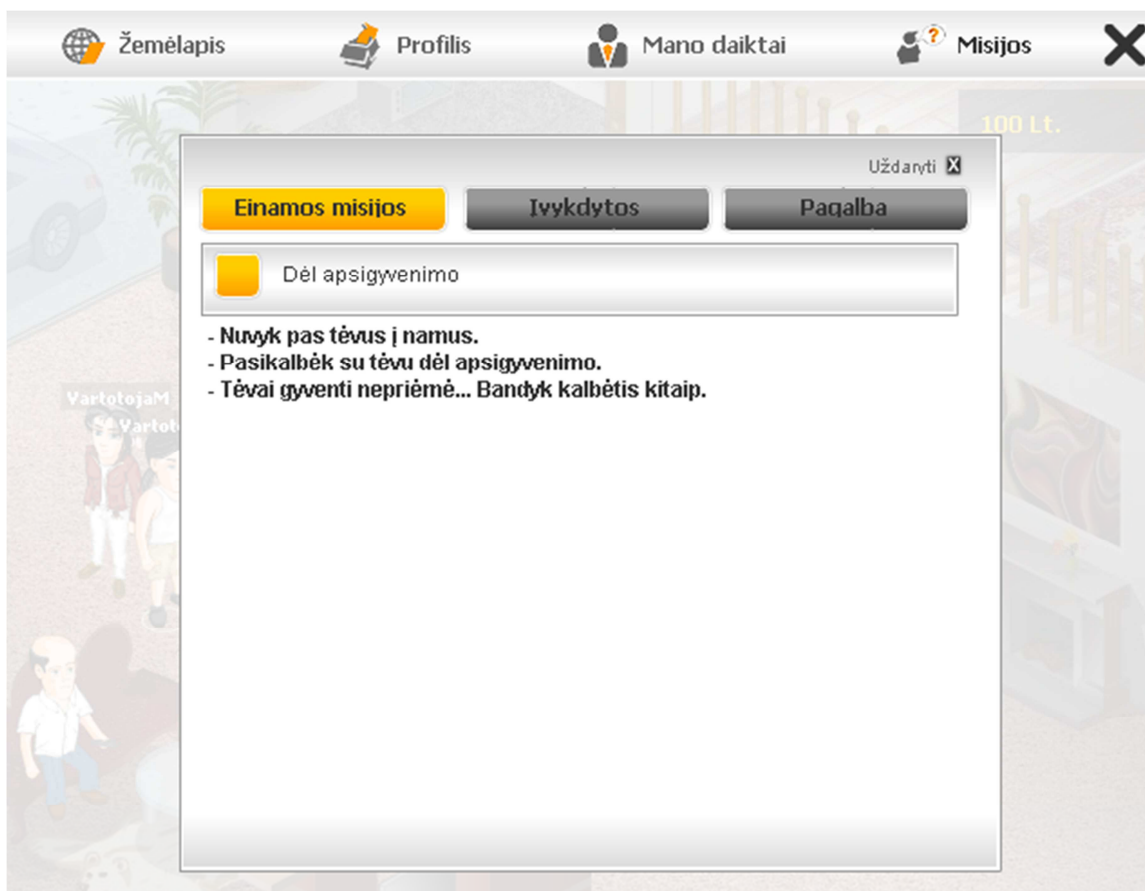 Žemėlapis Profilis Mano daiktai Misijos
100 Lt.
Uždaryti X
Einamos misijos Įvykdytos Pagalba
Dėl apsigyvenimo
- Nuvyk pas tėvus į namus.
- Pasikalbėk su tėvu dėl apsigyvenimo.
- Tėvai gyventi nepriėmė... Bandyk kalbėtis kitaip.
VartotojaM
Vartot